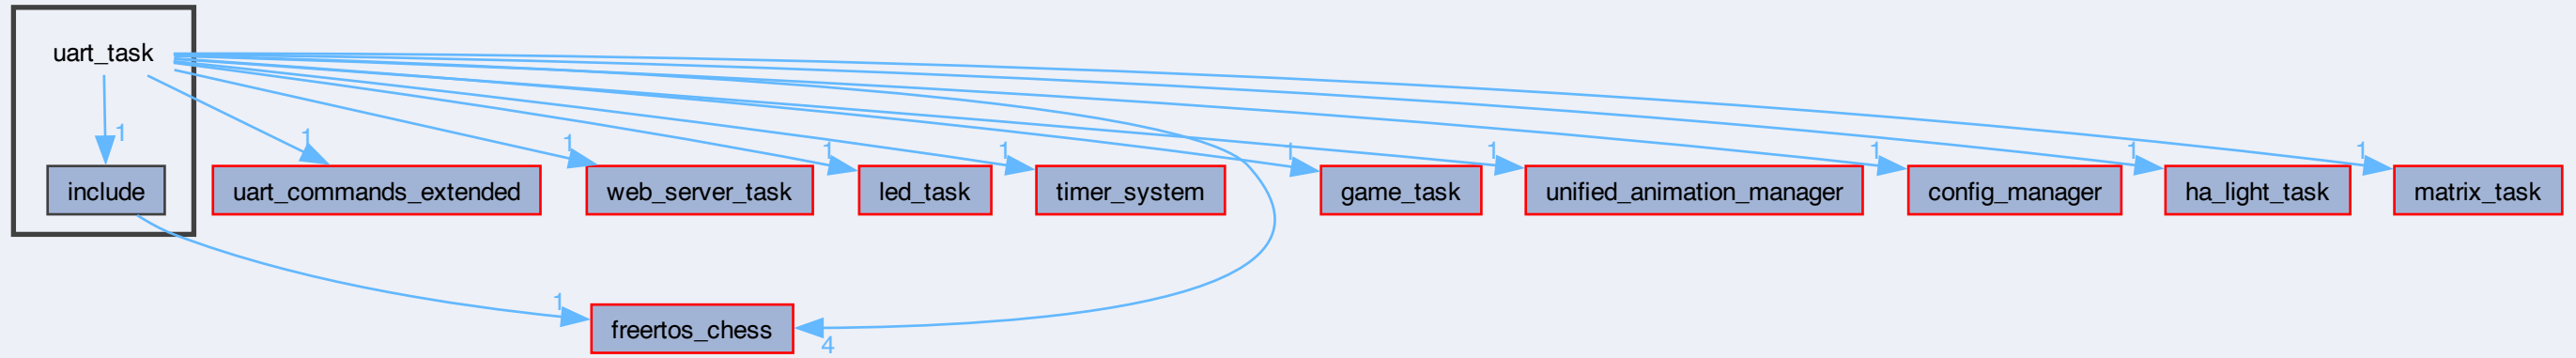 uart_task
1
1
1
1
1
1
1
1
1
1
include
uart_commands_extended
web_server_task
led_task
timer_system
game_task
unified_animation_manager
config_manager
ha_light_task
matrix_task
1
freertos_chess
4